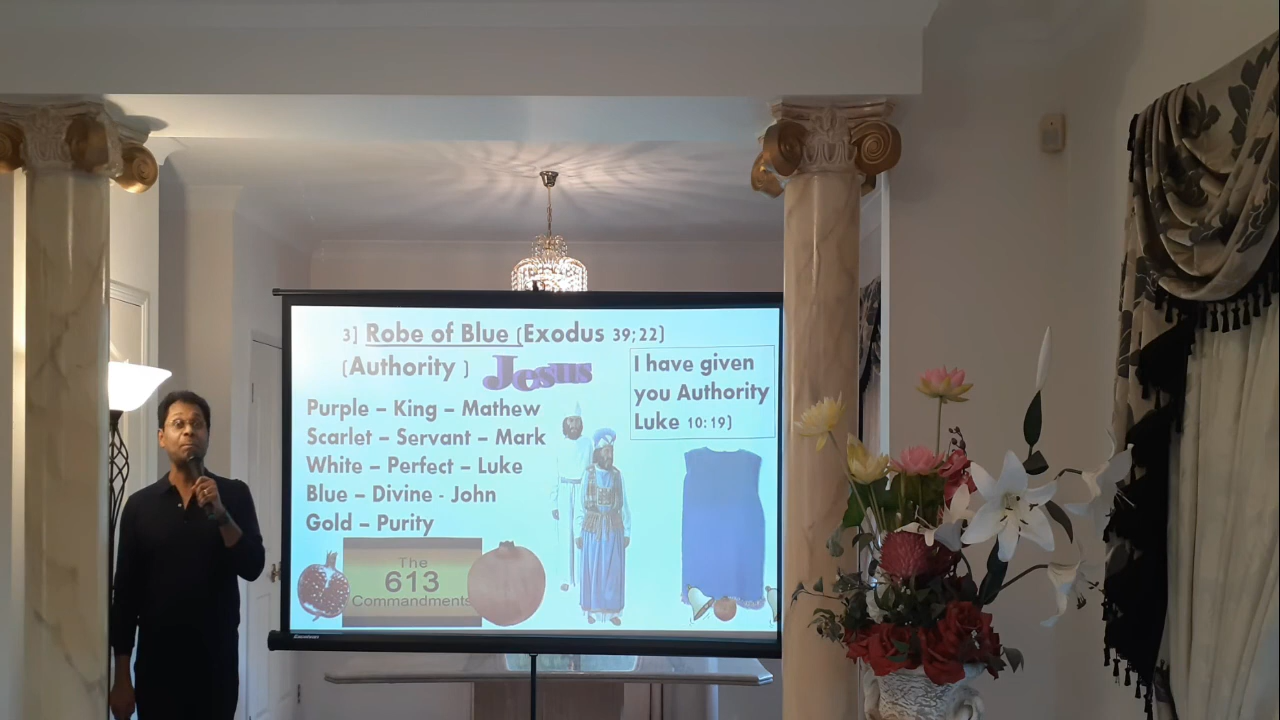 3] Robe of Blue (Exodus 39;22)
(Authority ) Jesus
Purple – King – Mathew
Scarlet – Servant – Mark
White – Perfect – Luke
Blue – Divine - John
Gold – Purity
I have given
you Authority
Luke 10:19)
The
613
Commandments